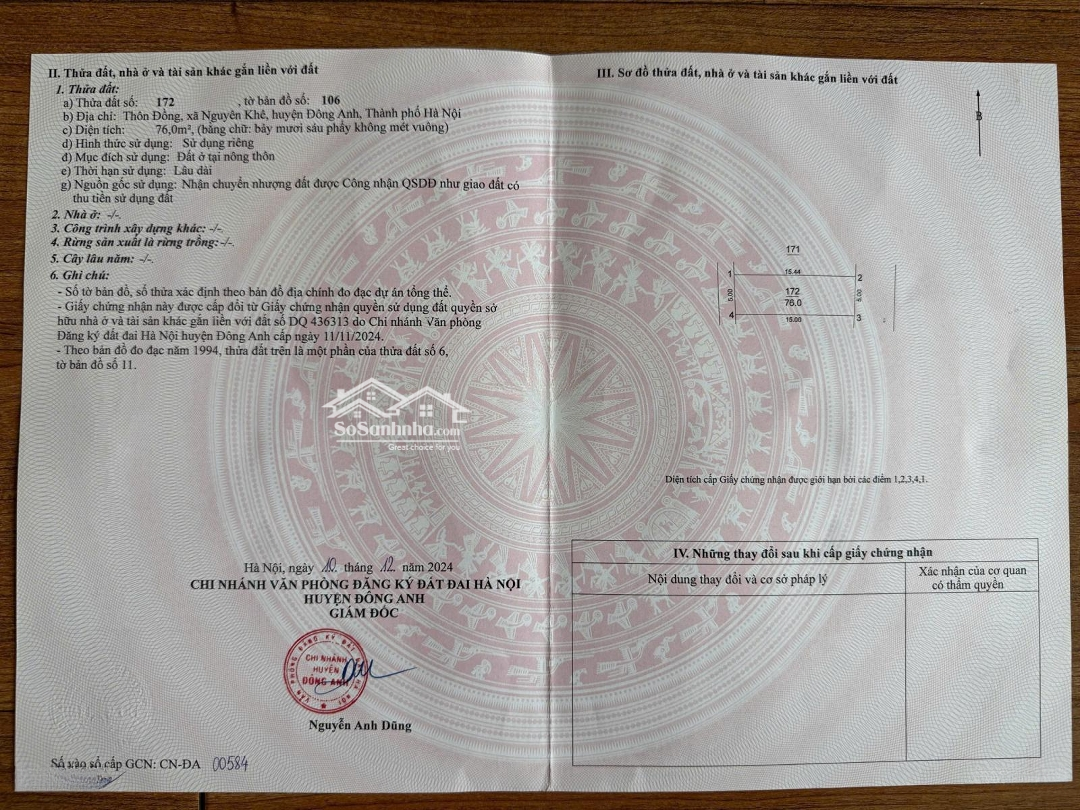 II. Thửa đất, nhà ở và tài sản khác gắn liền với đất
1. Thửa đất:
a) Thửa đất số: 172 , tờ bản đồ số: 106
b) Địa chỉ: Thôn Đồng, xã Nguyên Khê, huyện Đông Anh, Thành phố Hà Nội
c) Diện tích: 76,0m², (bằng chữ: bảy mươi sáu phẩy không mét vuông)
d) Hình thức sử dụng: Sử dụng riêng
đ) Mục đích sử dụng: Đất ở tại nông thôn
e) Thời hạn sử dụng: Lâu dài
g) Nguồn gốc sử dụng: Nhận chuyển nhượng đất được Công nhận QSDĐ như giao đất có
thu tiền sử dụng đất
2. Nhà ở: -/-.
3. Công trình xây dựng khác: -/-.
4. Rừng sản xuất là rừng trồng:-/-.
5. Cây lâu năm: -/-.
6. Ghi chú:
- Số tờ bản đồ, số thửa xác định theo bản đồ địa chính đo đạc dự án tổng thể.
- Giấy chứng nhận này được cấp đổi từ Giấy chứng nhận quyền sử dụng đất quyền sở
hữu nhà ở và tài sản khác gắn liền với đất số DQ 436313 do Chi nhánh Văn phòng
Đăng ký đất đai Hà Nội huyện Đông Anh cấp ngày 11/11/2024.
- Theo bản đồ đo đạc năm 1994, thửa đất trên là một phần của thửa đất số 6,
tờ bản đồ số 11.
SoSanhnha.com
Great choice for you
Hà Nội, ngày 10 tháng 12 năm 2024
CHI NHÁNH VĂN PHÒNG ĐĂNG KÝ ĐẤT ĐAI HÀ NỘI
HUYỆN ĐÔNG ANH
GIÁM ĐỐC
CHI NHÁNH
HUYỆN
ĐÔNG ANH
Nguyễn Anh Dũng
Số vào sổ cấp GCN: CN-ĐA 00584
III. Sơ đồ thửa đất, nhà ở và tài sản khác gắn liền với đất
B
171
1 15.44 2
5.00 172 5.00
76.0
4 15.00 3
Diện tích cấp Giấy chứng nhận được giới hạn bởi các điểm 1,2,3,4,1.
IV. Những thay đổi sau khi cấp giấy chứng nhận
Nội dung thay đổi và cơ sở pháp lý
Xác nhận của cơ quan
có thẩm quyền